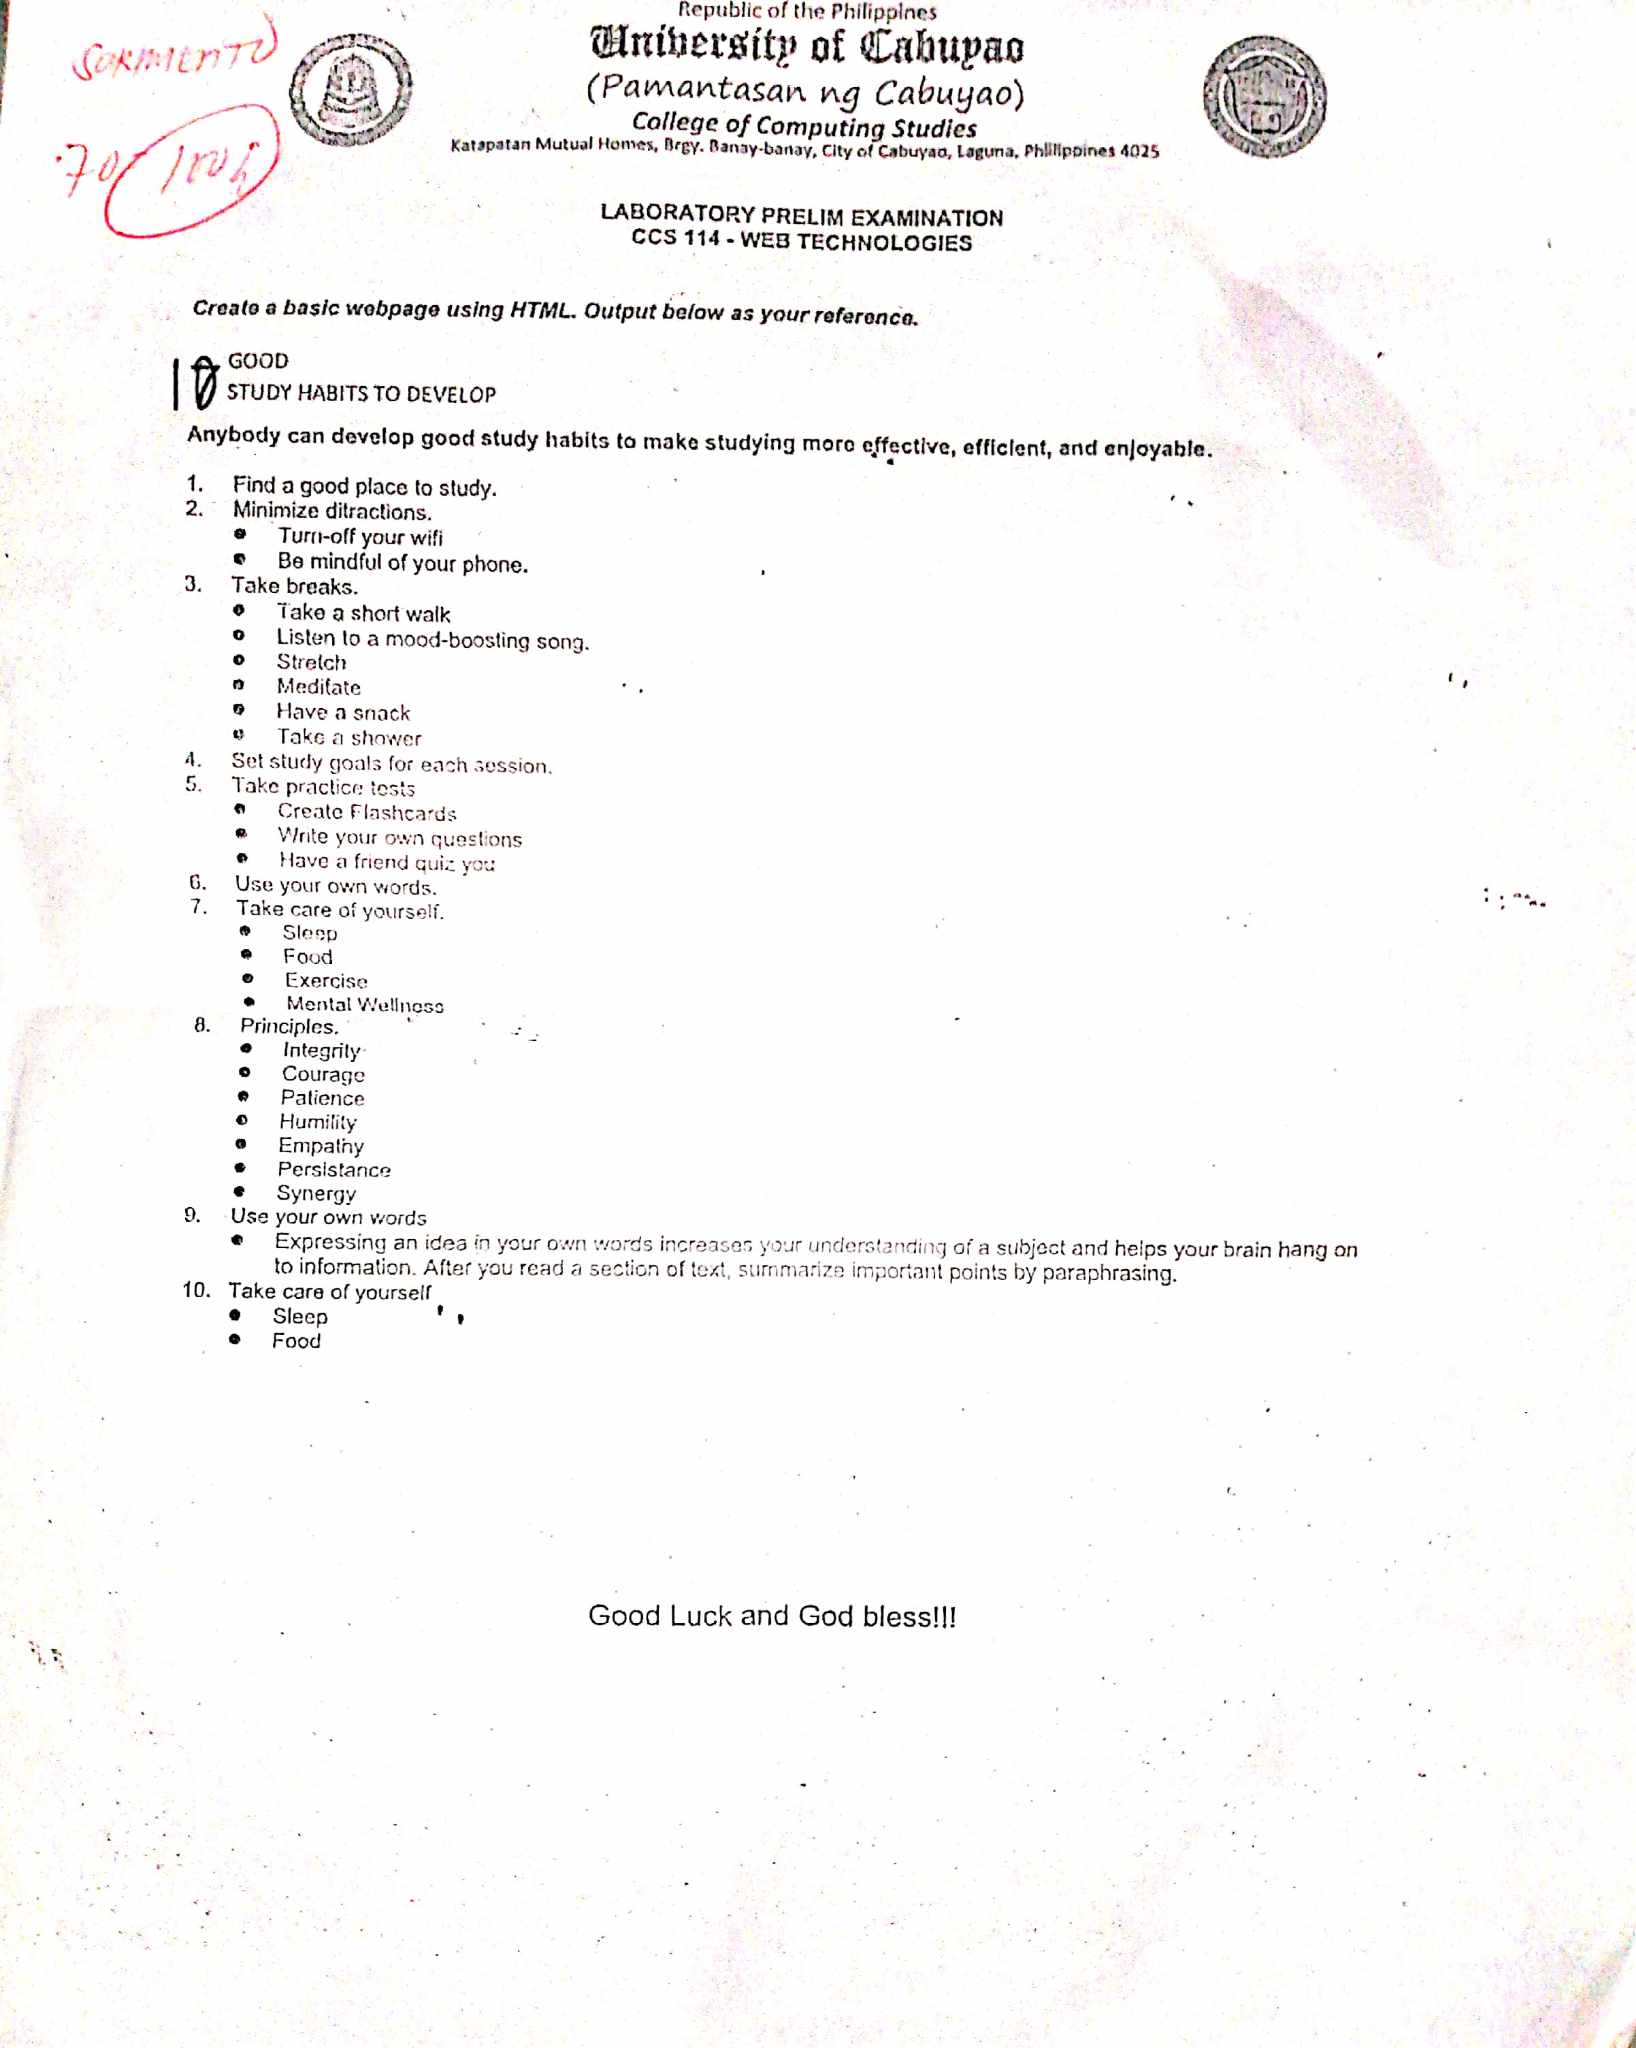 Republic of the Philippines
University of Cabuyao
(Pamantasan ng Cabuyao)
College of Computing Studies
Katapatan Mutual Homes, Brgy. Banay-banay, City of Cabuyao, Laguna, Philippines 4025
SARMIENTO
LABORATORY PRELIM EXAMINATION
CCS 114 - WEB TECHNOLOGIES
Create a basic webpage using HTML. Output below as your reference.
10 GOOD
STUDY HABITS TO DEVELOP
Anybody can develop good study habits to make studying more effective, efficient, and enjoyable.
1. Find a good place to study.
2. Minimize ditractions.
• Turn-off your wifi
• Be mindful of your phone.
3. Take breaks.
• Take a short walk
• Listen to a mood-boosting song.
• Stretch
• Meditate
• Have a snack
• Take a shower
4. Set study goals for each session.
5. Take practice tests
• Create Flashcards
• Write your own questions
• Have a friend quiz you
6. Use your own words.
7. Take care of yourself.
• Sleep
• Food
• Exercise
• Mental Wellness
8. Principles.
• Integrity
• Courage
• Patience
• Humility
• Empathy
• Persistance
• Synergy
9. Use your own words
• Expressing an idea in your own words increases your understanding of a subject and helps your brain hang on
to information. After you read a section of text, summarize important points by paraphrasing.
10. Take care of yourself
• Sleep
• Food
Good Luck and God bless!!!